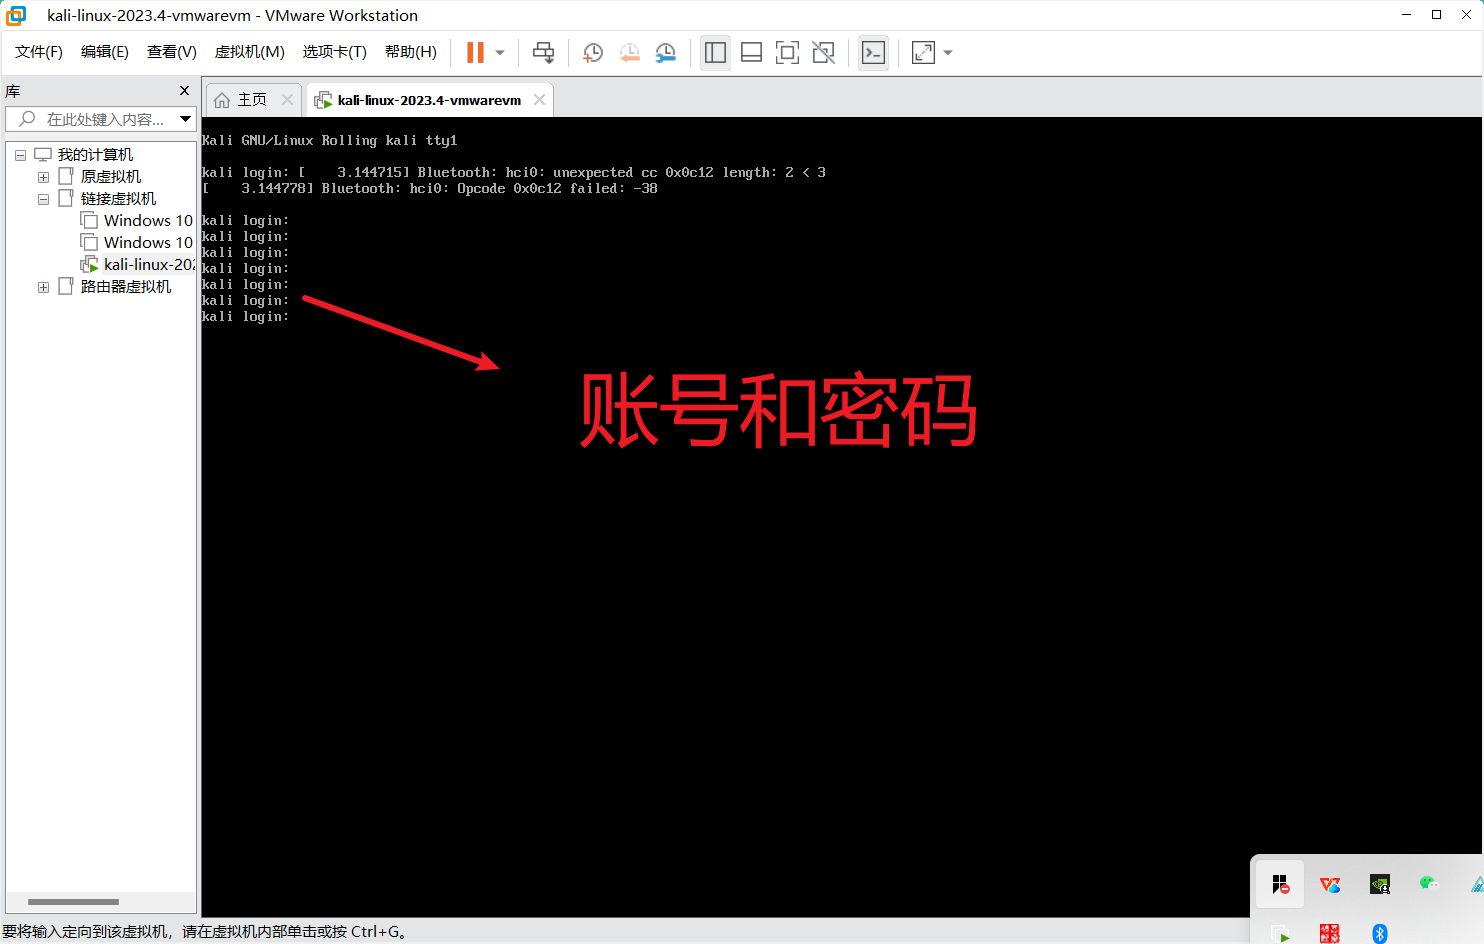 kali-linux-2023.4-vmwarevm - VMware Workstation
文件(F) 编辑(E) 查看(V) 虚拟机(M) 选项卡(T) 帮助(H)
库
主页
kali-linux-2023.4-vmwarevm
在此处键入内容...
我的计算机
原虚拟机
链接虚拟机
Windows 10
Windows 10
kali-linux-202
路由器虚拟机
Kali GNU/Linux Rolling kali tty1
kali login: [    3.144715] Bluetooth: hci0: unexpected cc 0x0c12 length: 2 < 3
[    3.144778] Bluetooth: hci0: Opcode 0x0c12 failed: -38
kali login:
kali login:
kali login:
kali login:
kali login:
kali login:
kali login:
账号和密码
要将输入定向到该虚拟机，请在虚拟机内部单击或按 Ctrl+G。